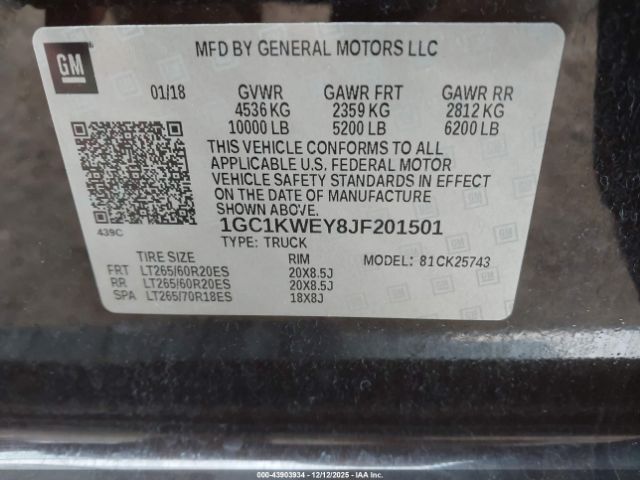 GM
MFD BY GENERAL MOTORS LLC
01/18 GVWR GAWR FRT GAWR RR
4536 KG 2359 KG 2812 KG
10000 LB 5200 LB 6200 LB
THIS VEHICLE CONFORMS TO ALL
APPLICABLE U.S. FEDERAL MOTOR
VEHICLE SAFETY STANDARDS IN EFFECT
ON THE DATE OF MANUFACTURE
SHOWN ABOVE.
439C
1GC1KWEY8JF201501
TYPE: TRUCK
TIRE SIZE RIM MODEL: 81CK25743
FRT LT265/60R20ES 20X8.5J
RR LT265/60R20ES 20X8.5J
SPA LT265/70R18ES 18X8J
© 43903934 - 12/12/2025 - IAAI.COM